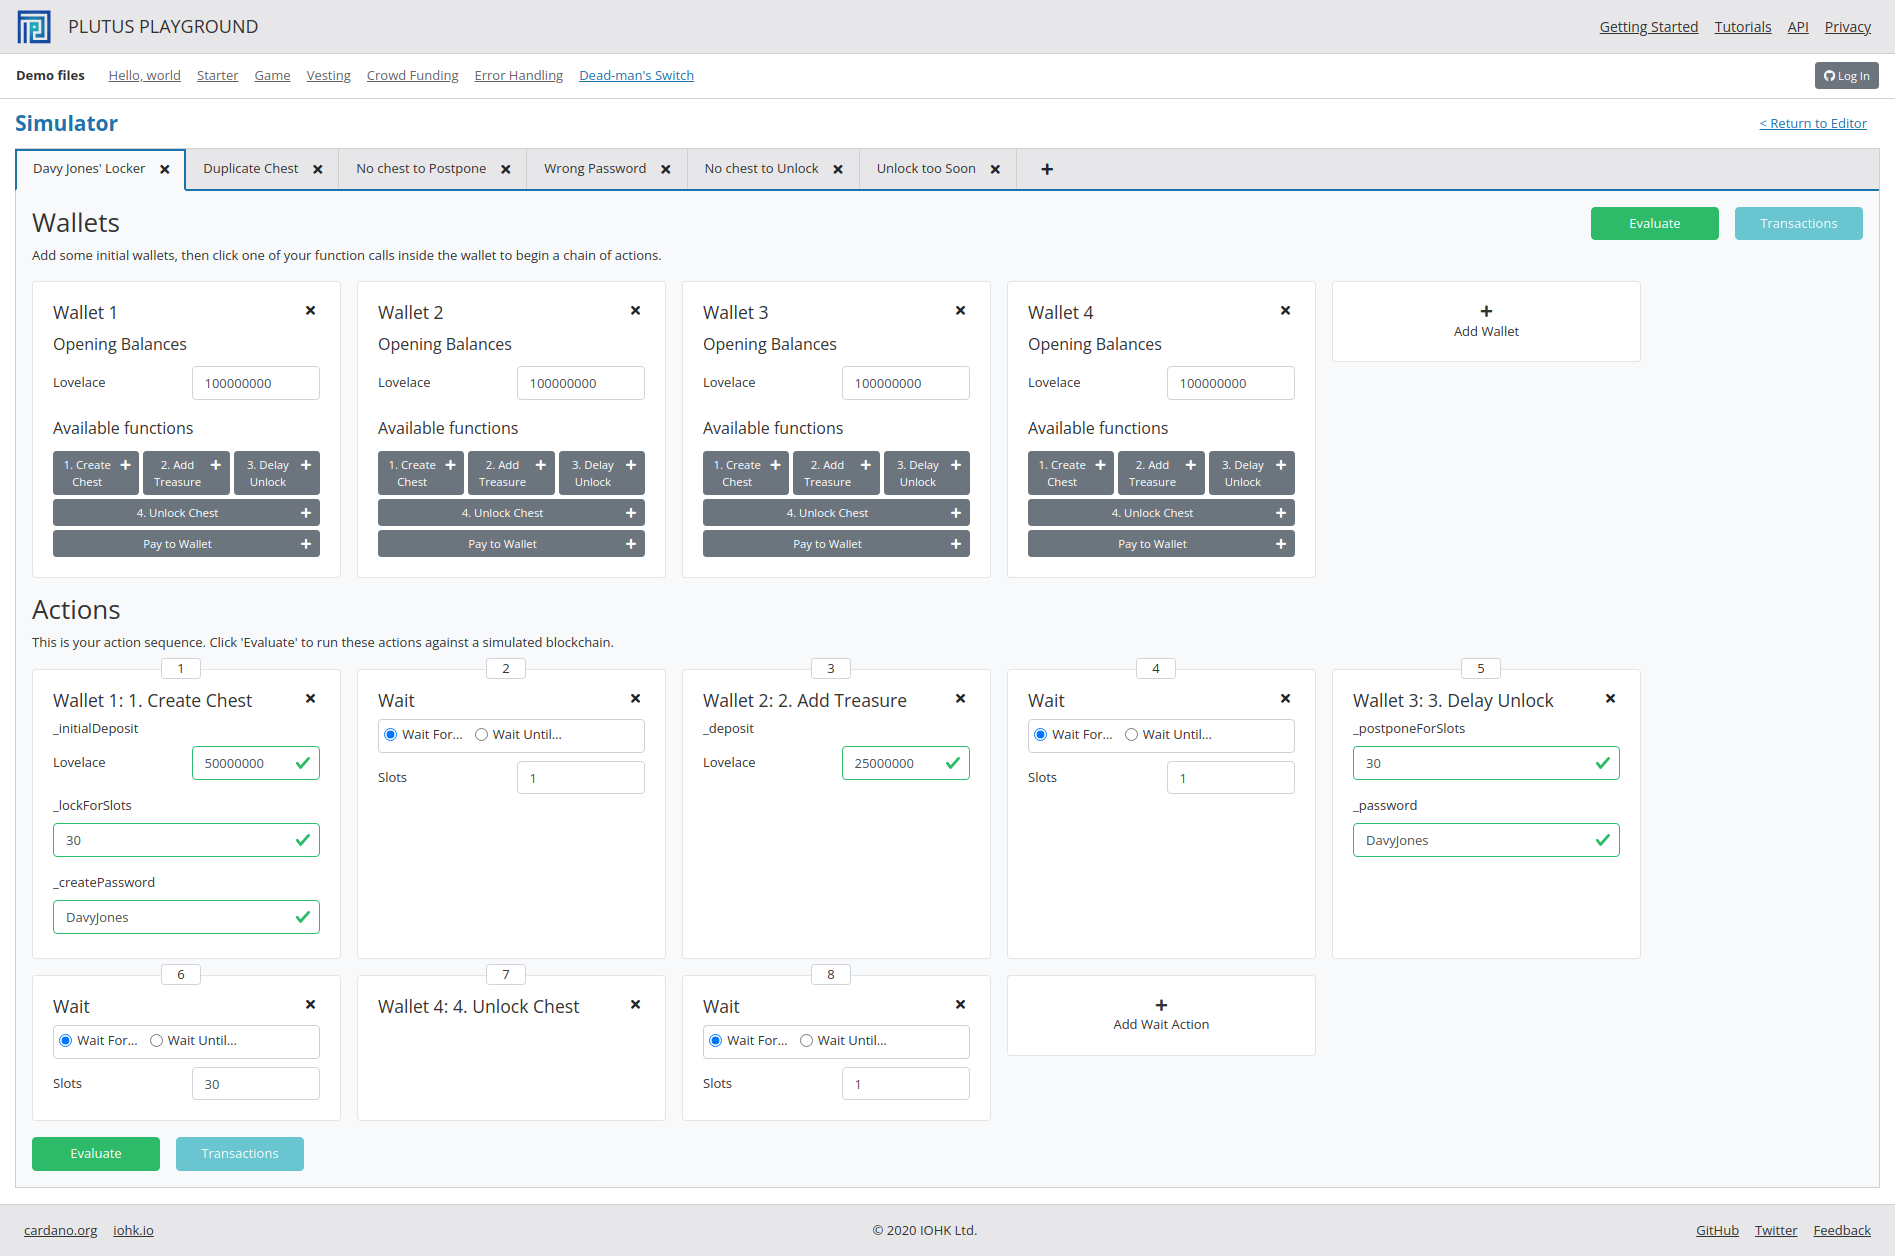 PLUTUS PLAYGROUND
Getting Started Tutorials API Privacy
Demo files Hello, world Starter Game Vesting Crowd Funding Error Handling Dead-man's Switch
Log In
Simulator
< Return to Editor
Davy Jones' Locker Duplicate Chest No chest to Postpone Wrong Password No chest to Unlock Unlock too Soon
Wallets
Evaluate Transactions
Add some initial wallets, then click one of your function calls inside the wallet to begin a chain of actions.
Wallet 1
Opening Balances
Lovelace 100000000
Available functions
1. Create Chest
2. Add Treasure
3. Delay Unlock
4. Unlock Chest
Pay to Wallet
Wallet 2
Opening Balances
Lovelace 100000000
Available functions
1. Create Chest
2. Add Treasure
3. Delay Unlock
4. Unlock Chest
Pay to Wallet
Wallet 3
Opening Balances
Lovelace 100000000
Available functions
1. Create Chest
2. Add Treasure
3. Delay Unlock
4. Unlock Chest
Pay to Wallet
Wallet 4
Opening Balances
Lovelace 100000000
Available functions
1. Create Chest
2. Add Treasure
3. Delay Unlock
4. Unlock Chest
Pay to Wallet
Add Wallet
Actions
This is your action sequence. Click 'Evaluate' to run these actions against a simulated blockchain.
1
Wallet 1: 1. Create Chest
_initialDeposit
Lovelace 50000000
_lockForSlots
30
_createPassword
DavyJones
2
Wait
Wait For... Wait Until...
Slots 1
3
Wallet 2: 2. Add Treasure
_deposit
Lovelace 25000000
4
Wait
Wait For... Wait Until...
Slots 1
5
Wallet 3: 3. Delay Unlock
_postponeForSlots
30
_password
DavyJones
6
Wait
Wait For... Wait Until...
Slots 30
7
Wallet 4: 4. Unlock Chest
8
Wait
Wait For... Wait Until...
Slots 1
Add Wait Action
Evaluate Transactions
cardano.org iohk.io
© 2020 IOHK Ltd.
GitHub Twitter Feedback